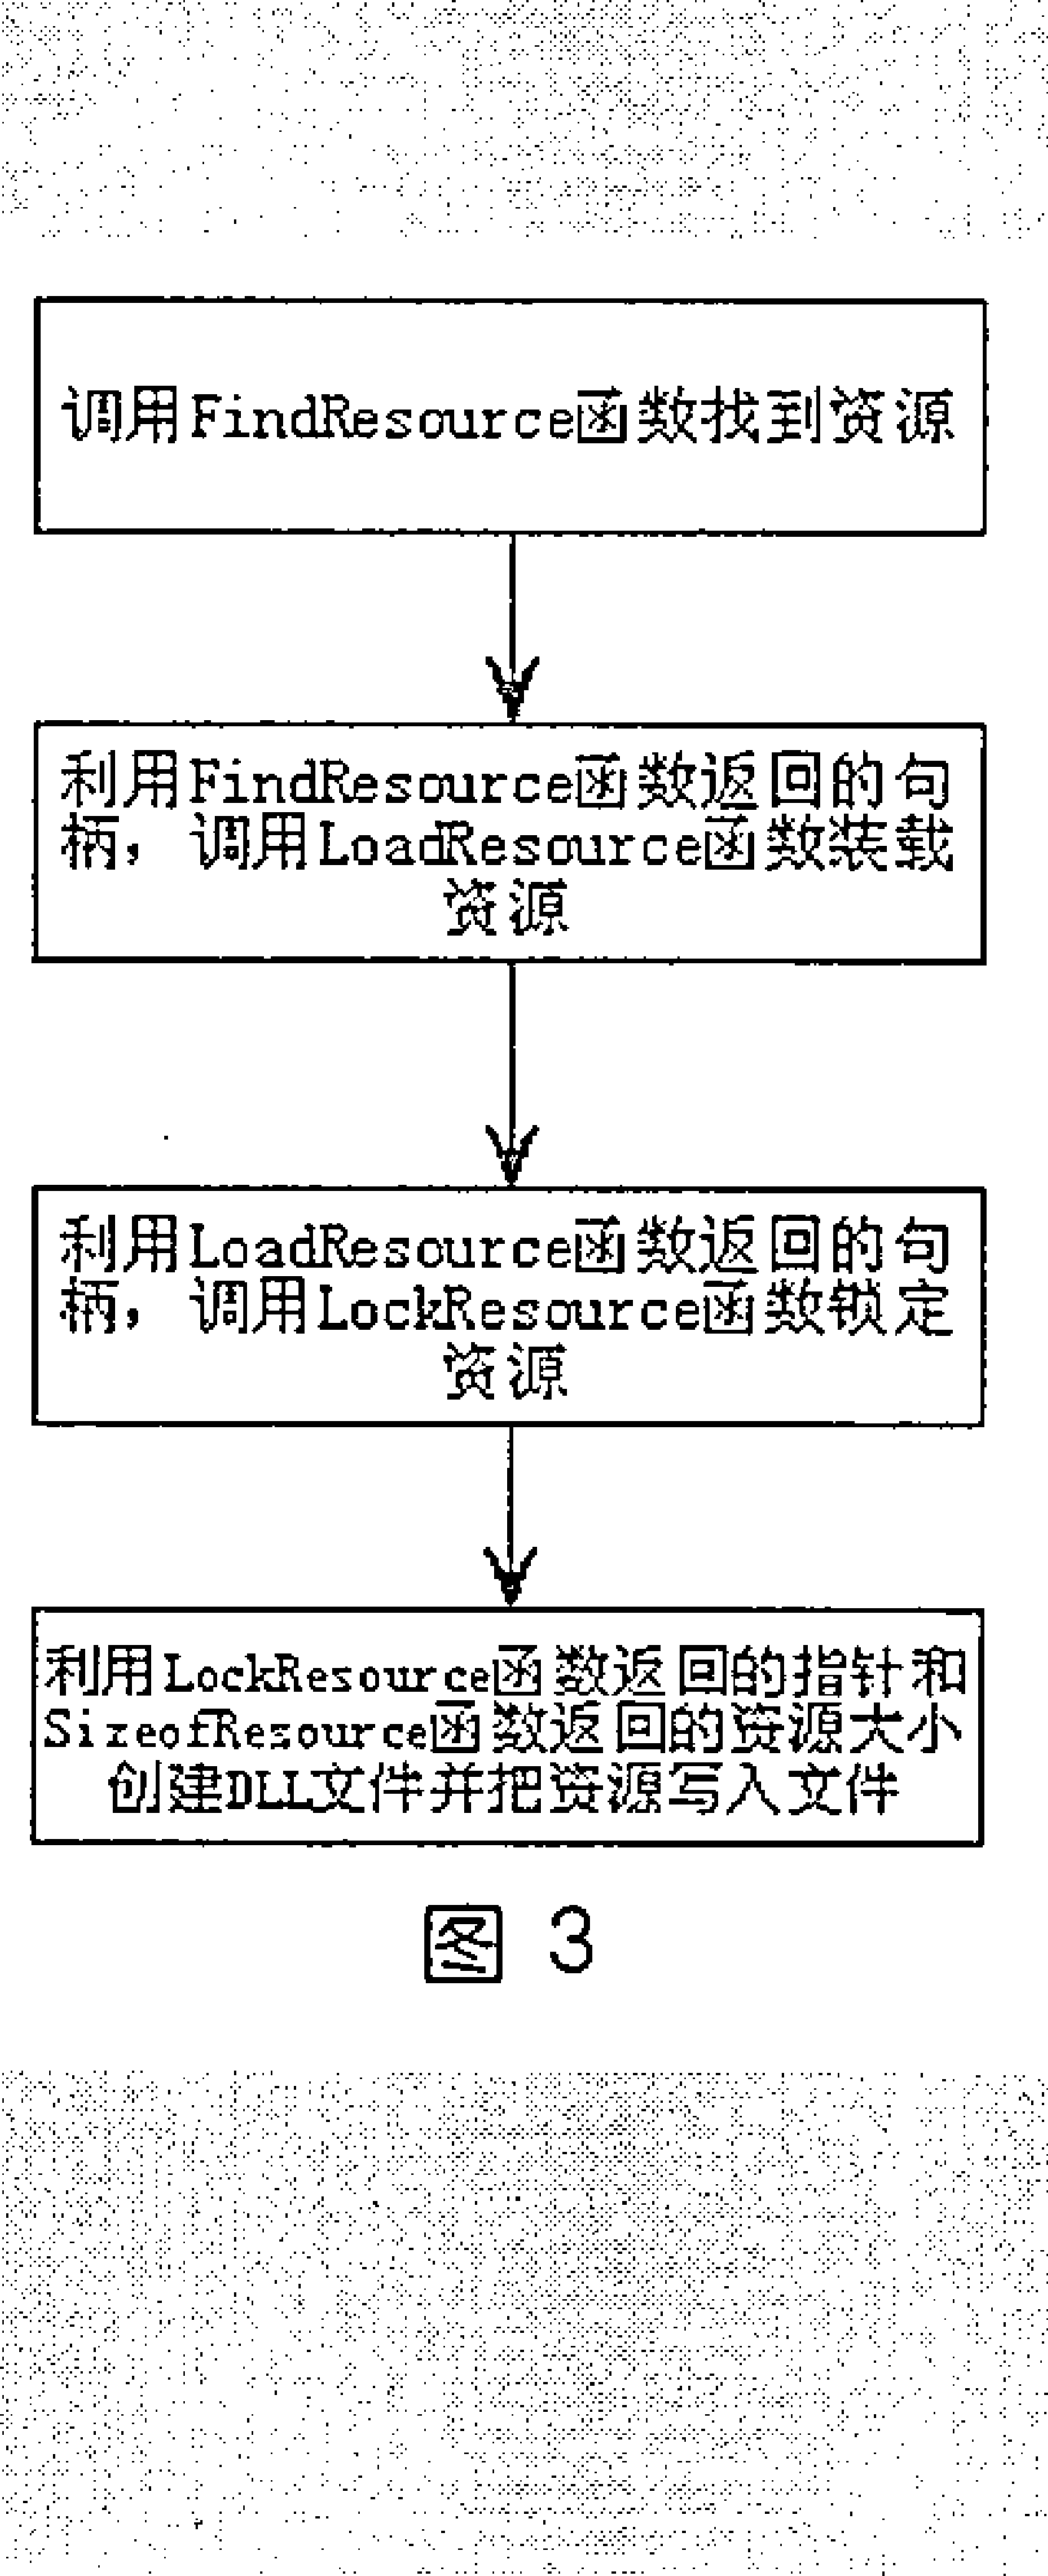 调用FindResource函数找到资源
利用FindResource函数返回的句
柄，调用LoadResource函数装载
资源
利用LoadResource函数返回的句
柄，调用LockResource函数锁定
资源
利用LockResource函数返回的指针和
SizeofResource函数返回的资源大小
创建DLL文件并把资源写入文件
图 3